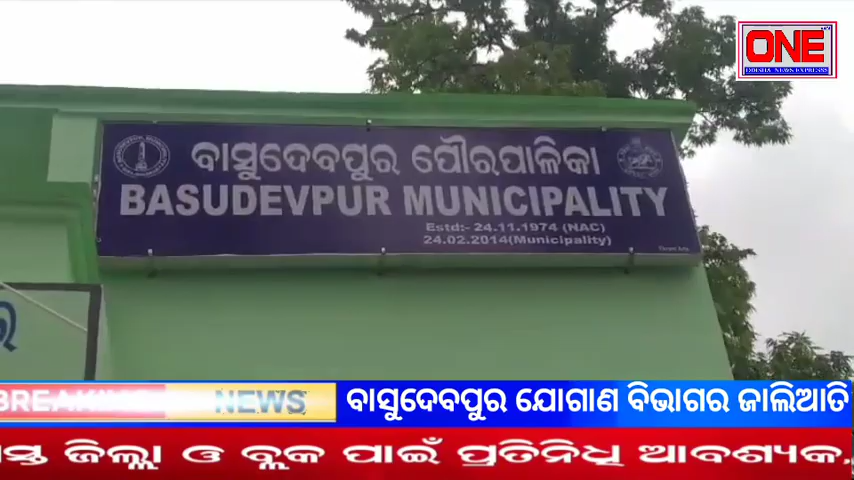 ONE
ODISHA NEWS EXPRESS
ବାସୁଦେବପୁର ପୌରପାଳିକା
BASUDEVPUR MUNICIPALITY
Estd:- 24.11.1974 (NAC)
24.02.2014(Municipality)
BREAKING NEWS
ବାସୁଦେବପୁର ଯୋଗାଣ ବିଭାଗର ଜାଲିଆତି
ଜିଲ୍ଲା ଓ ବ୍ଲକ ପାଇଁ ପ୍ରତିନିଧି ଆବଶ୍ୟକ.